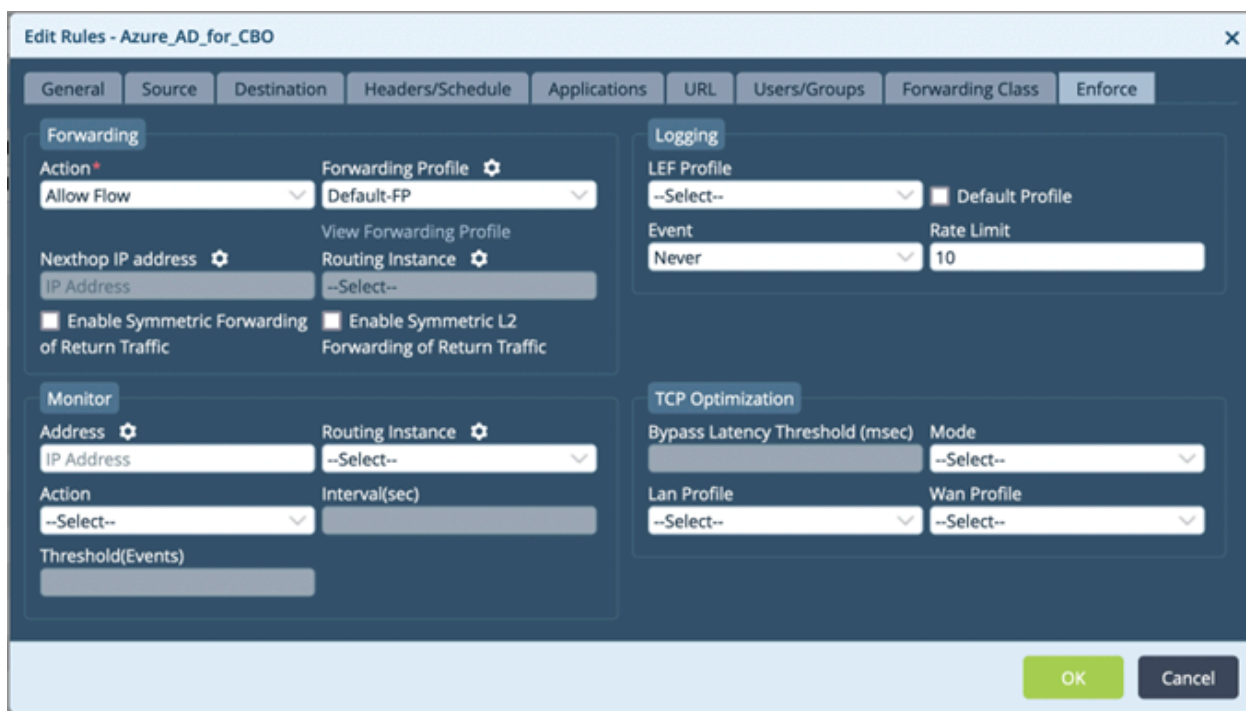 Edit Rules - Azure_AD_for_CBO
General Source Destination Headers/Schedule Applications URL Users/Groups Forwarding Class Enforce
Forwarding
Action*
Forwarding Profile
Allow Flow
Default-FP
View Forwarding Profile
Nexthop IP address
Routing Instance
IP Address
--Select--
Enable Symmetric Forwarding
of Return Traffic
Enable Symmetric L2
Forwarding of Return Traffic
Logging
LEF Profile
--Select--
Default Profile
Event
Rate Limit
Never
10
Monitor
Address
Routing Instance
IP Address
--Select--
Action
Interval(sec)
--Select--
Threshold(Events)
TCP Optimization
Bypass Latency Threshold (msec)
Mode
--Select--
Lan Profile
Wan Profile
--Select--
--Select--
OK
Cancel